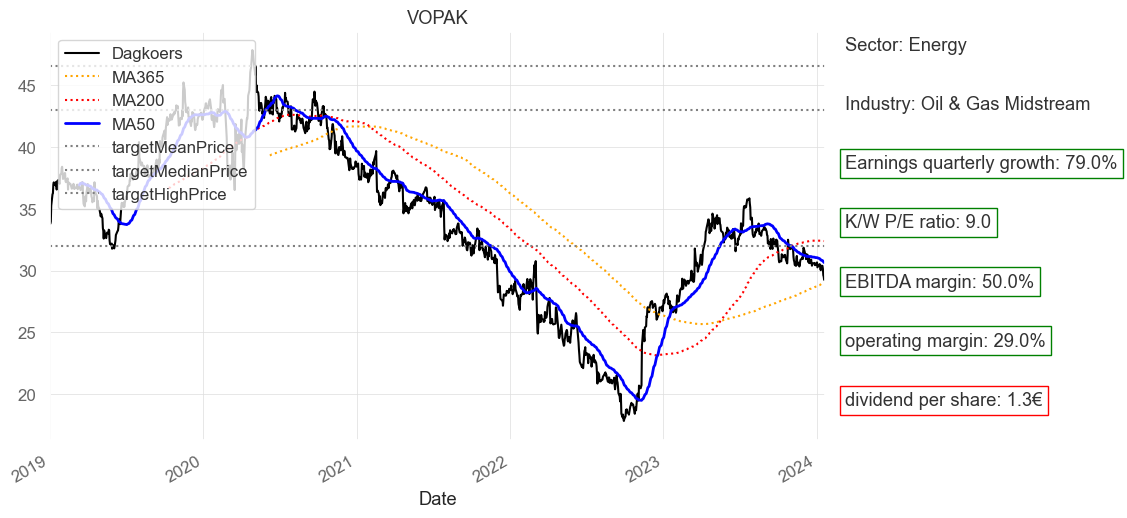 VOPAK
Dagkoers
MA365
MA200
MA50
targetMeanPrice
targetMedianPrice
targetHighPrice
45
40
35
30
25
20
2019
2020
2021
2022
2023
2024
Date
Sector: Energy
Industry: Oil & Gas Midstream
Earnings quarterly growth: 79.0%
K/W P/E ratio: 9.0
EBITDA margin: 50.0%
operating margin: 29.0%
dividend per share: 1.3€